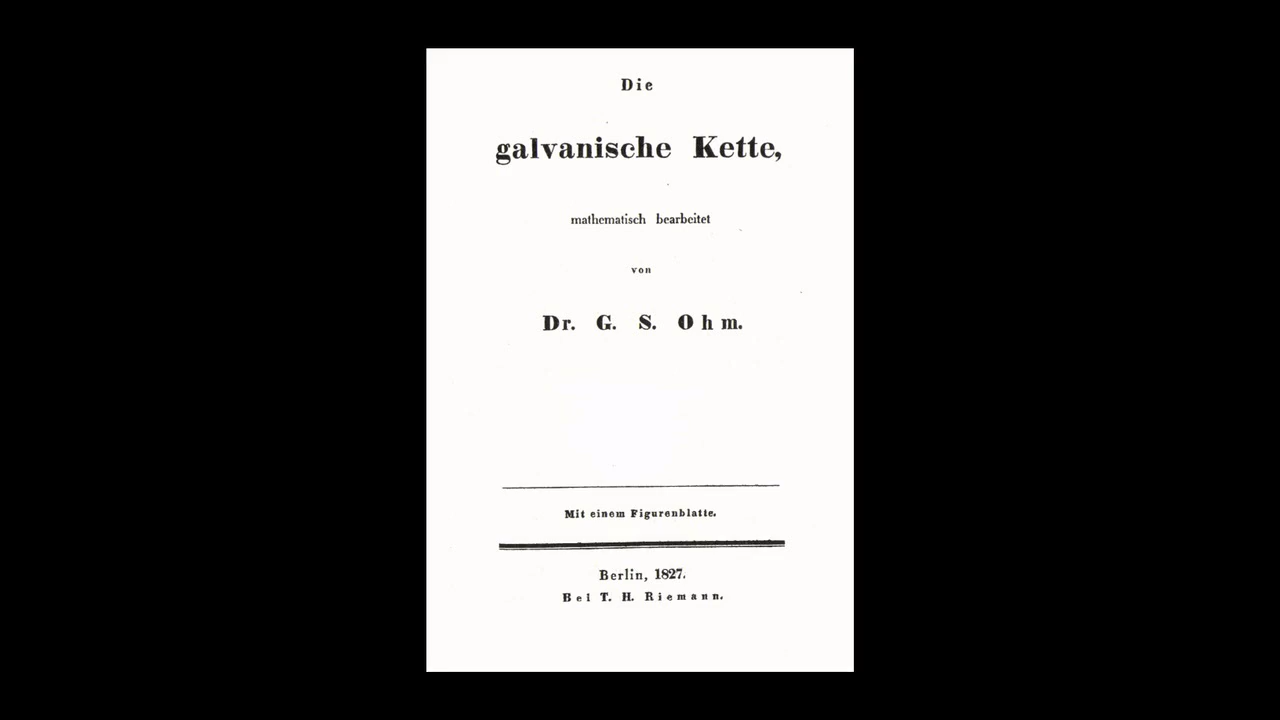 Die
galvanische Kette,
mathematisch bearbeitet
von
Dr. G. S. Ohm.
Mit einem Figurenblatte.
Berlin, 1827.
Bei T. H. Riemann.